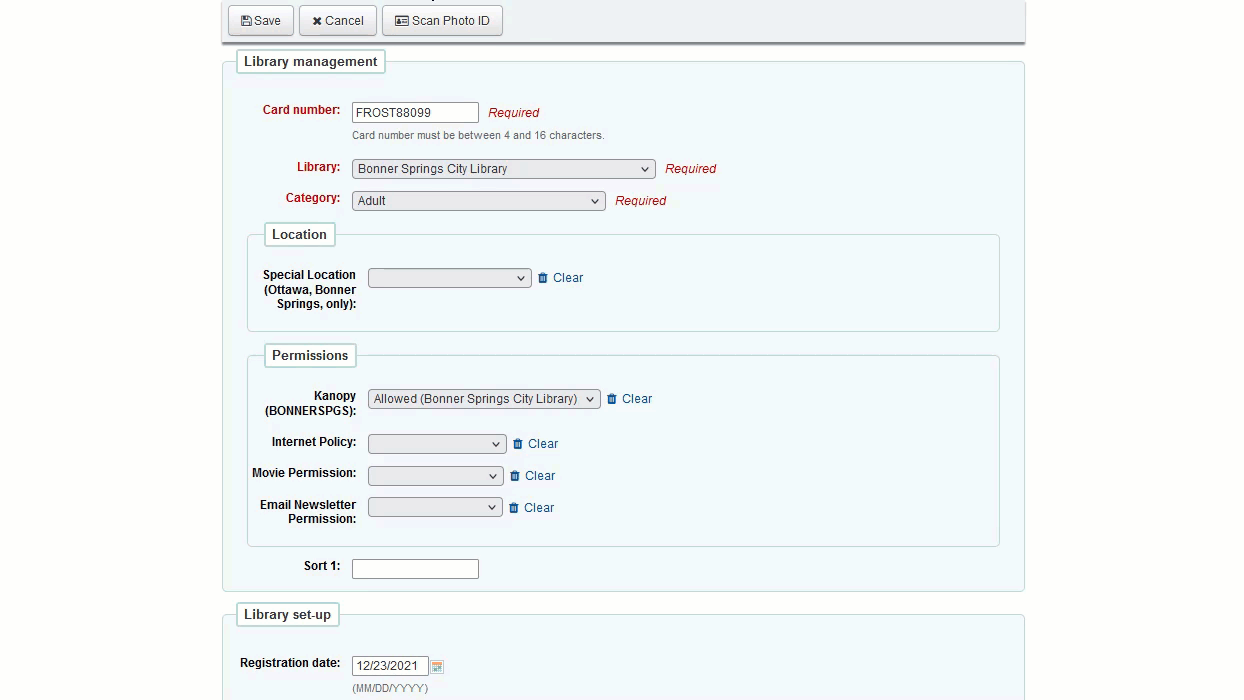 Save Cancel Scan Photo ID
Library management
Card number: FROST88099 Required
Card number must be between 4 and 16 characters.
Library: Bonner Springs City Library Required
Category: Adult Required
Location
Special Location
(Ottawa, Bonner
Springs, only):
Clear
Permissions
Kanopy
(BONNERSPGS):
Allowed (Bonner Springs City Library) Clear
Internet Policy: Clear
Movie Permission: Clear
Email Newsletter
Permission:
Clear
Sort 1:
Library set-up
Registration date: 12/23/2021
(MM/DD/YYYY)